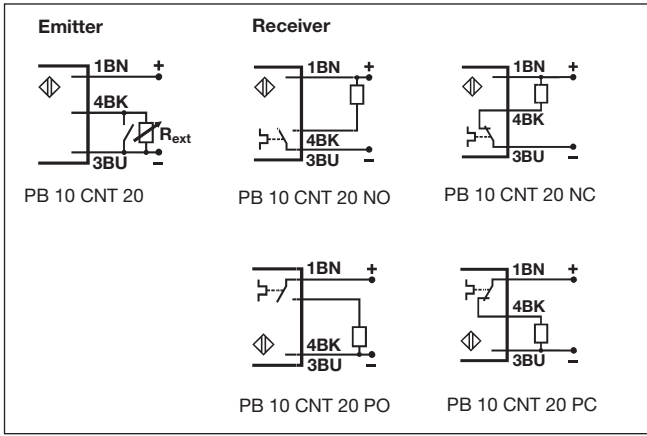 Emitter
Receiver
1BN
+
4BK
Rext
3BU
–
PB 10 CNT 20
1BN
+
4BK
3BU
–
PB 10 CNT 20 NO
1BN
+
4BK
3BU
–
PB 10 CNT 20 NC
1BN
+
4BK
3BU
–
PB 10 CNT 20 PO
1BN
+
4BK
3BU
–
PB 10 CNT 20 PC